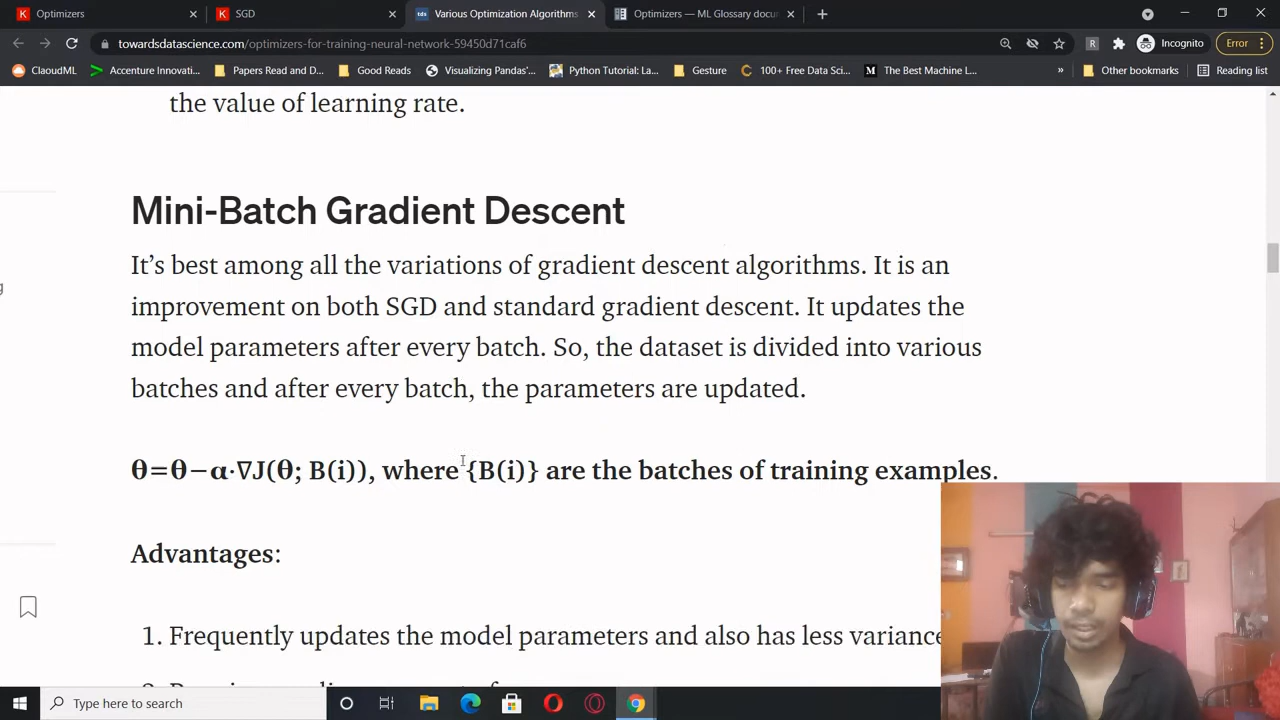 Optimizers
SGD
tds Various Optimization Algorithms
Optimizers — ML Glossary docu
towardsdatascience.com/optimizers-for-training-neural-network-59450d71caf6
R
Incognito
Error
ClaoudML
Accenture Innovati...
Papers Read and D...
Good Reads
Visualizing Pandas'...
Python Tutorial: La...
Gesture
100+ Free Data Sci...
M The Best Machine L...
»
Other bookmarks
Reading list
the value of learning rate.
Mini-Batch Gradient Descent
It's best among all the variations of gradient descent algorithms. It is an
improvement on both SGD and standard gradient descent. It updates the
model parameters after every batch. So, the dataset is divided into various
batches and after every batch, the parameters are updated.
θ=θ−α⋅∇J(θ; B(i)), where {B(i)} are the batches of training examples.
Advantages:
1. Frequently updates the model parameters and also has less variance
Type here to search